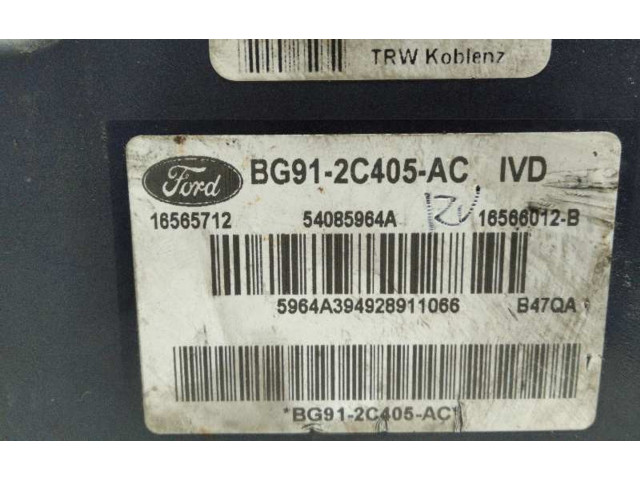 TRW Koblenz
Ford BG91-2C405-AC IVD
16565712 54085964A 16566012-B
5964A394928911066 B47QA
*BG91-2C405-AC*